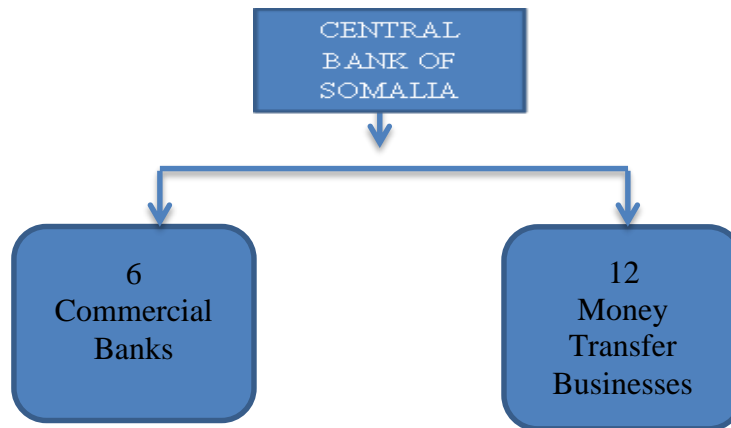 CENTRAL
BANK OF
SOMALIA
6
Commercial
Banks
12
Money
Transfer
Businesses